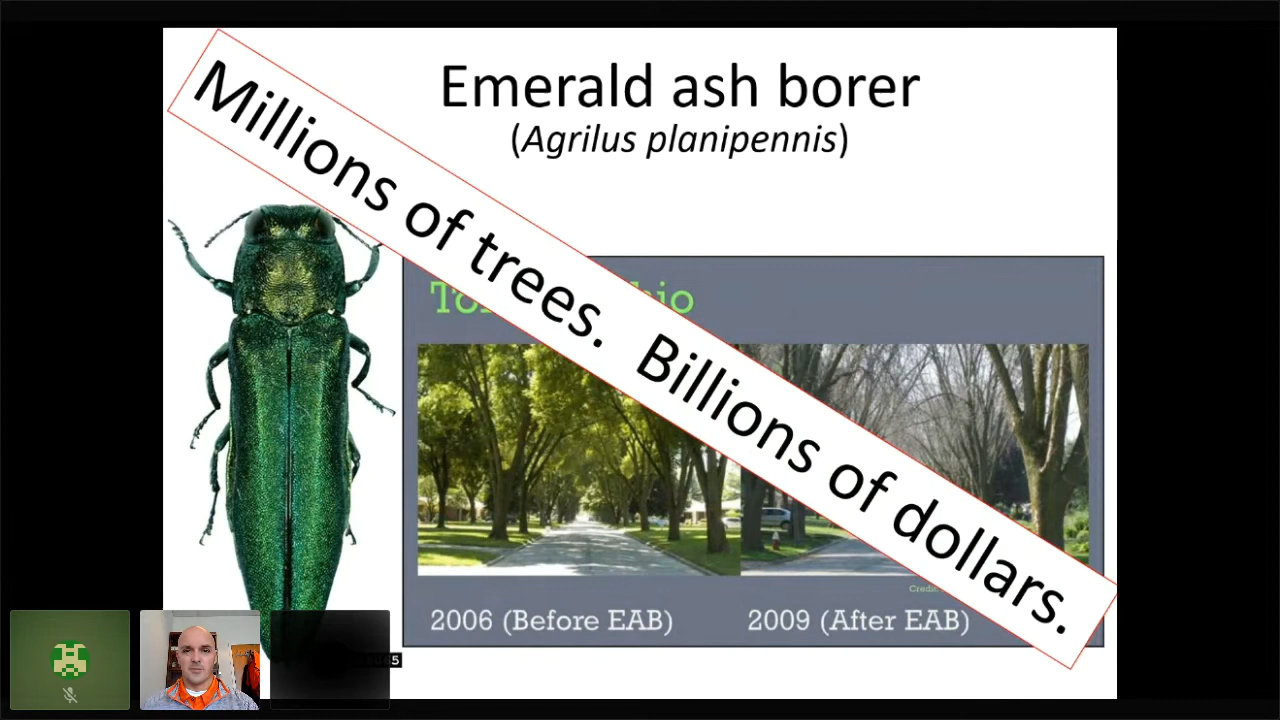 Emerald ash borer
(Agrilus planipennis)
Millions of trees. Billions of dollars.
2006 (Before EAB)
2009 (After EAB)